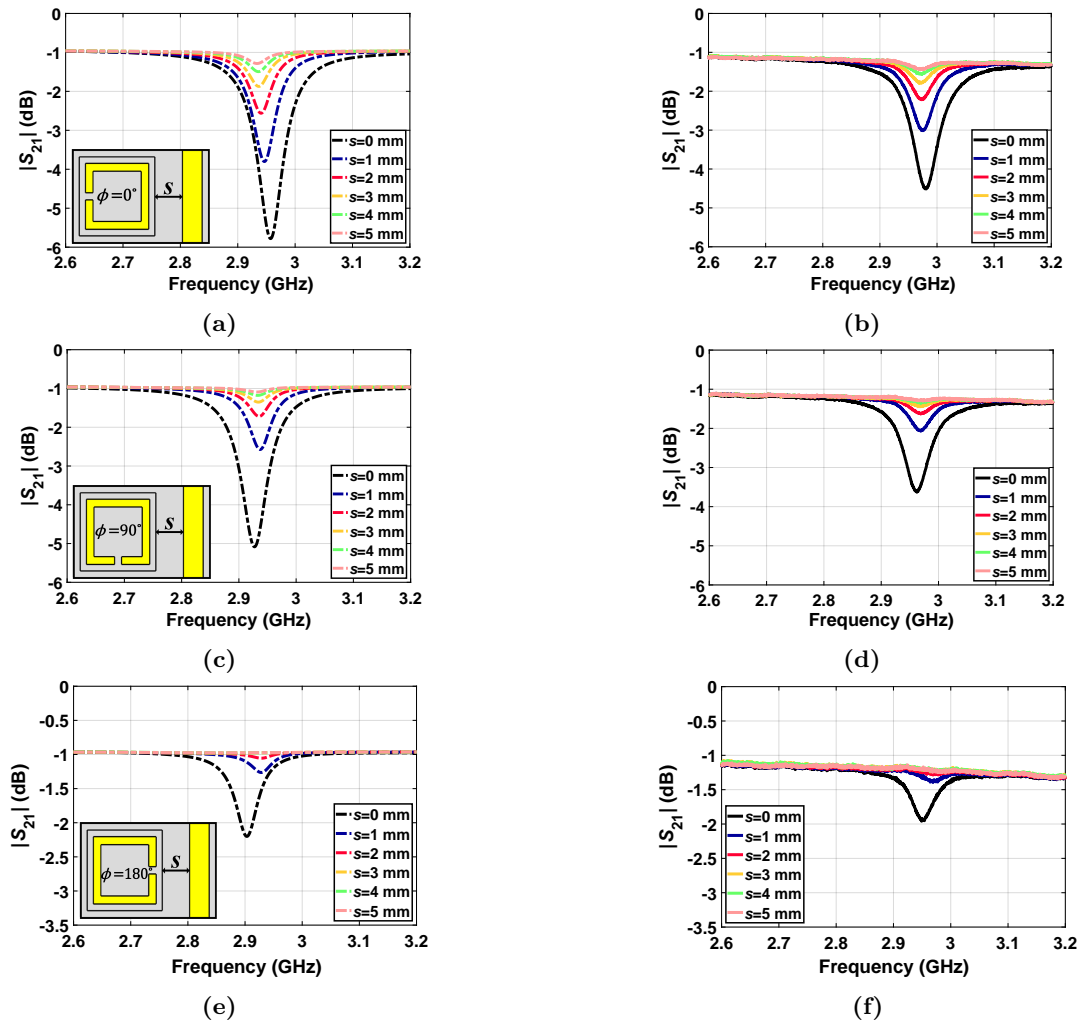 0
-1
-2
-3
-4
-5
-6
|S21| (dB)
ϕ=0°
s
s=0 mm
s=1 mm
s=2 mm
s=3 mm
s=4 mm
s=5 mm
2.6 2.7 2.8 2.9 3 3.1 3.2
Frequency (GHz)
(a)
0
-1
-2
-3
-4
-5
-6
|S21| (dB)
s=0 mm
s=1 mm
s=2 mm
s=3 mm
s=4 mm
s=5 mm
2.6 2.7 2.8 2.9 3 3.1 3.2
Frequency (GHz)
(b)
0
-1
-2
-3
-4
-5
-6
|S21| (dB)
ϕ=90°
s
s=0 mm
s=1 mm
s=2 mm
s=3 mm
s=4 mm
s=5 mm
2.6 2.7 2.8 2.9 3 3.1 3.2
Frequency (GHz)
(c)
0
-1
-2
-3
-4
-5
-6
|S21| (dB)
s=0 mm
s=1 mm
s=2 mm
s=3 mm
s=4 mm
s=5 mm
2.6 2.7 2.8 2.9 3 3.1 3.2
Frequency (GHz)
(d)
0
-0.5
-1
-1.5
-2
-2.5
-3
-3.5
|S21| (dB)
ϕ=180°
s
s=0 mm
s=1 mm
s=2 mm
s=3 mm
s=4 mm
s=5 mm
2.6 2.7 2.8 2.9 3 3.1 3.2
Frequency (GHz)
(e)
0
-0.5
-1
-1.5
-2
-2.5
-3
-3.5
|S21| (dB)
s=0 mm
s=1 mm
s=2 mm
s=3 mm
s=4 mm
s=5 mm
2.6 2.7 2.8 2.9 3 3.1 3.2
Frequency (GHz)
(f)